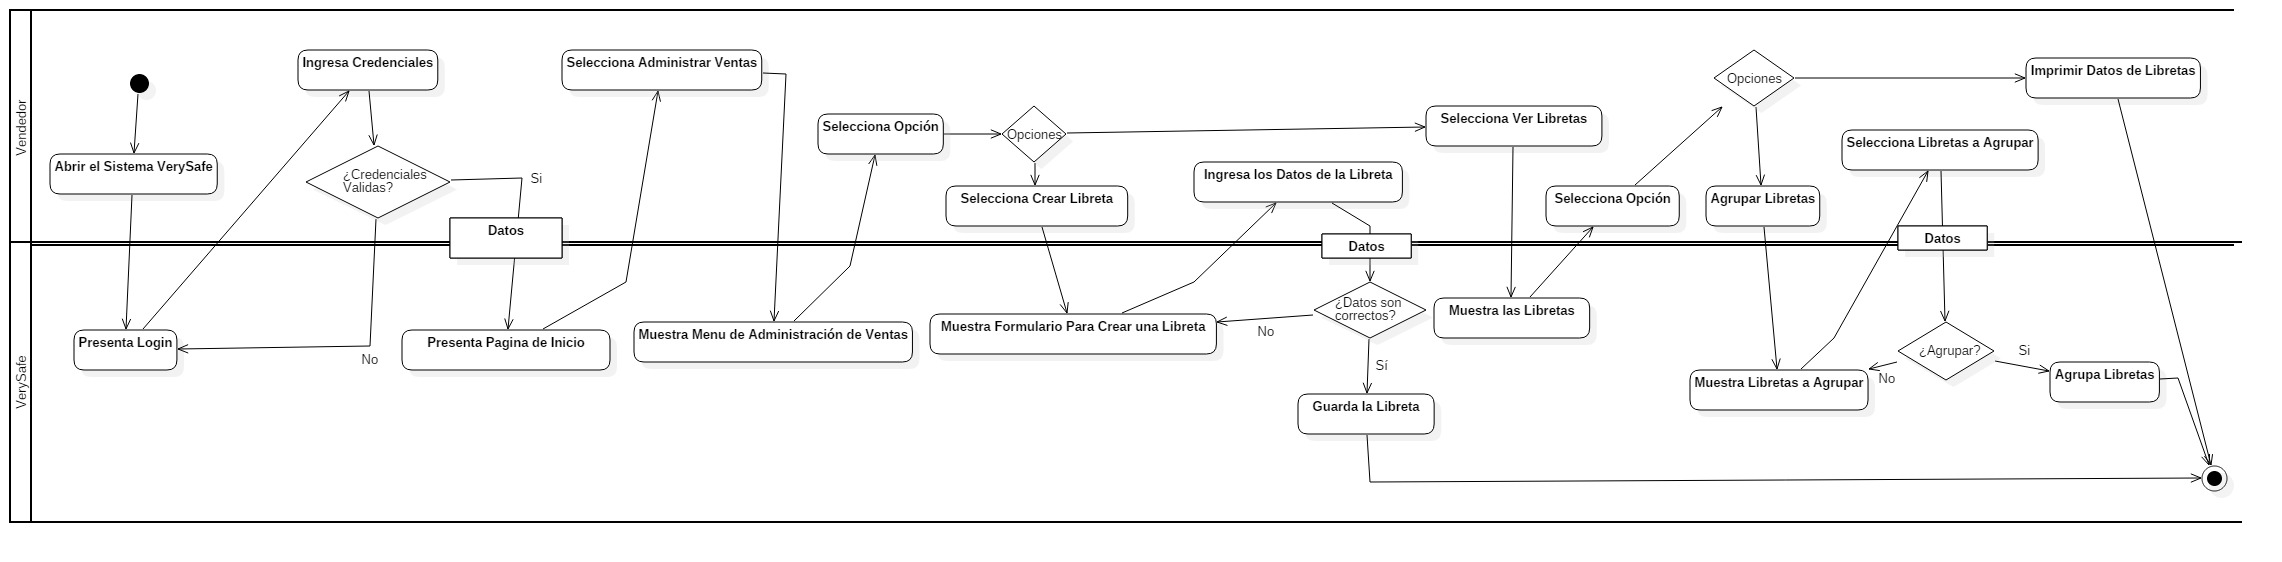 Vendedor
Ingresa Credenciales
Selecciona Administrar Ventas
Opciones
Imprimir Datos de Libretas
Selecciona Opción
Opciones
Selecciona Ver Libretas
Selecciona Libretas a Agrupar
Abrir el Sistema VerySafe
¿Credenciales
Validas?
Si
Ingresa los Datos de la Libreta
Selecciona Crear Libreta
Selecciona Opción
Agrupar Libretas
Datos
Datos
Datos
VerySafe
Presenta Login
No
Presenta Pagina de Inicio
Muestra Menu de Administración de Ventas
Muestra Formulario Para Crear una Libreta
No
¿Datos son
correctos?
Sí
Muestra las Libretas
Guarda la Libreta
¿Agrupar?
Si
No
Muestra Libretas a Agrupar
Agrupa Libretas